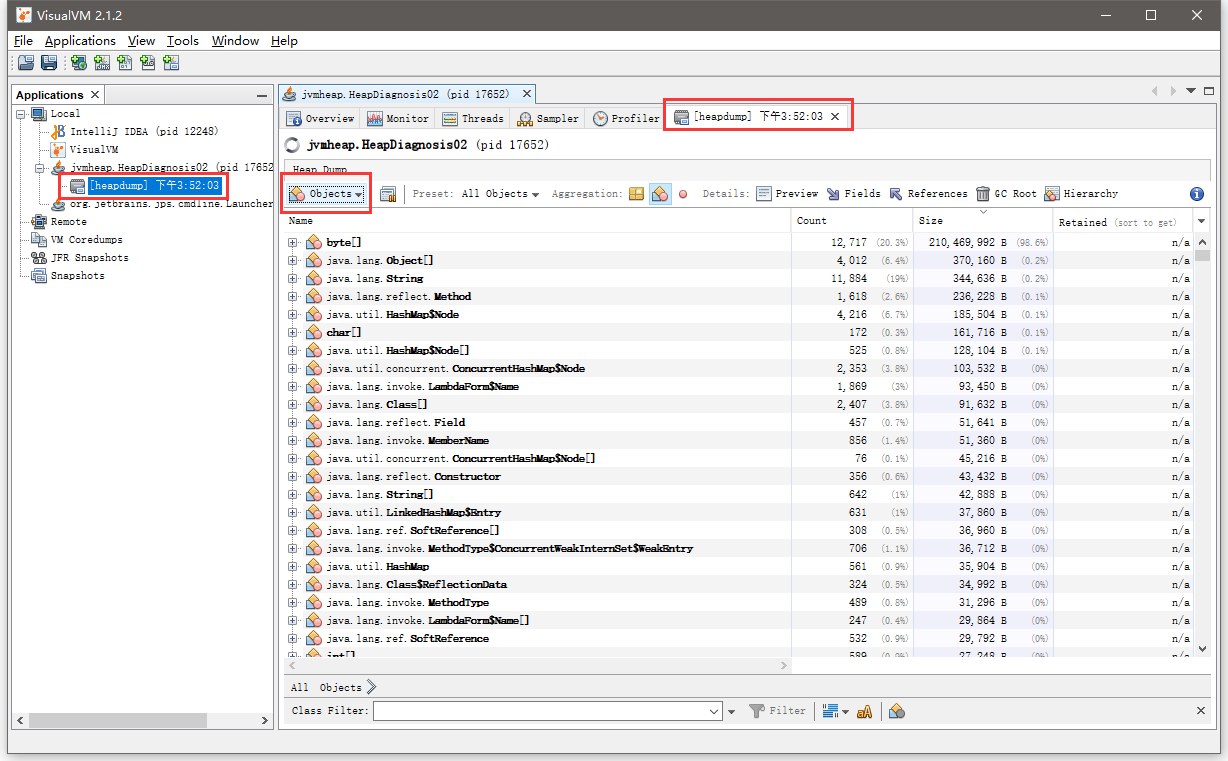 VisualVM 2.1.2
File Applications View Tools Window Help
Applications
Local
IntelliJ IDEA (pid 12248)
VisualVM
jvmheap.HeapDiagnosis02 (pid 17652
[heapdump] 下午3:52:03
org.jetbrains.jps.cmdline.Launcher
Remote
VM Coredumps
JFR Snapshots
Snapshots
jvmheap.HeapDiagnosis02 (pid 17652)
Overview Monitor Threads Sampler Profiler [heapdump] 下午3:52:03
jvmheap.HeapDiagnosis02 (pid 17652)
Heap Dump
Objects Preset: All Objects Aggregation: Details: Preview Fields References GC Root Hierarchy
Name Count Size Retained (sort to get)
byte[] 12,717 (20.3%) 210,469,992 B (98.6%) n/a
java.lang.Object[] 4,012 (6.4%) 370,160 B (0.2%) n/a
java.lang.String 11,884 (19%) 344,636 B (0.2%) n/a
java.lang.reflect.Method 1,618 (2.6%) 236,228 B (0.1%) n/a
java.util.HashMap$Node 4,216 (6.7%) 185,504 B (0.1%) n/a
char[] 172 (0.3%) 161,716 B (0.1%) n/a
java.util.HashMap$Node[] 525 (0.8%) 128,104 B (0.1%) n/a
java.util.concurrent.ConcurrentHashMap$Node 2,353 (3.8%) 103,532 B (0%) n/a
java.lang.invoke.LambdaForm$Name 1,869 (3%) 93,450 B (0%) n/a
java.lang.Class[] 2,407 (3.8%) 91,632 B (0%) n/a
java.lang.reflect.Field 457 (0.7%) 51,641 B (0%) n/a
java.lang.invoke.MemberName 856 (1.4%) 51,360 B (0%) n/a
java.util.concurrent.ConcurrentHashMap$Node[] 76 (0.1%) 45,216 B (0%) n/a
java.lang.reflect.Constructor 356 (0.6%) 43,432 B (0%) n/a
java.lang.String[] 642 (1%) 42,888 B (0%) n/a
java.util.LinkedHashMap$Entry 631 (1%) 37,860 B (0%) n/a
java.lang.ref.SoftReference[] 308 (0.5%) 36,960 B (0%) n/a
java.lang.invoke.MethodType$ConcurrentWeakInternSet$WeakEntry 706 (1.1%) 36,712 B (0%) n/a
java.util.HashMap 561 (0.9%) 35,904 B (0%) n/a
java.lang.Class$ReflectionData 324 (0.5%) 34,992 B (0%) n/a
java.lang.invoke.MethodType 489 (0.8%) 31,296 B (0%) n/a
java.lang.invoke.LambdaForm$Name[] 247 (0.4%) 29,864 B (0%) n/a
java.lang.ref.SoftReference 532 (0.9%) 29,792 B (0%) n/a
int[] 589 (0.9%) 27,248 B (0%) n/a
All Objects
Class Filter: Filter aA